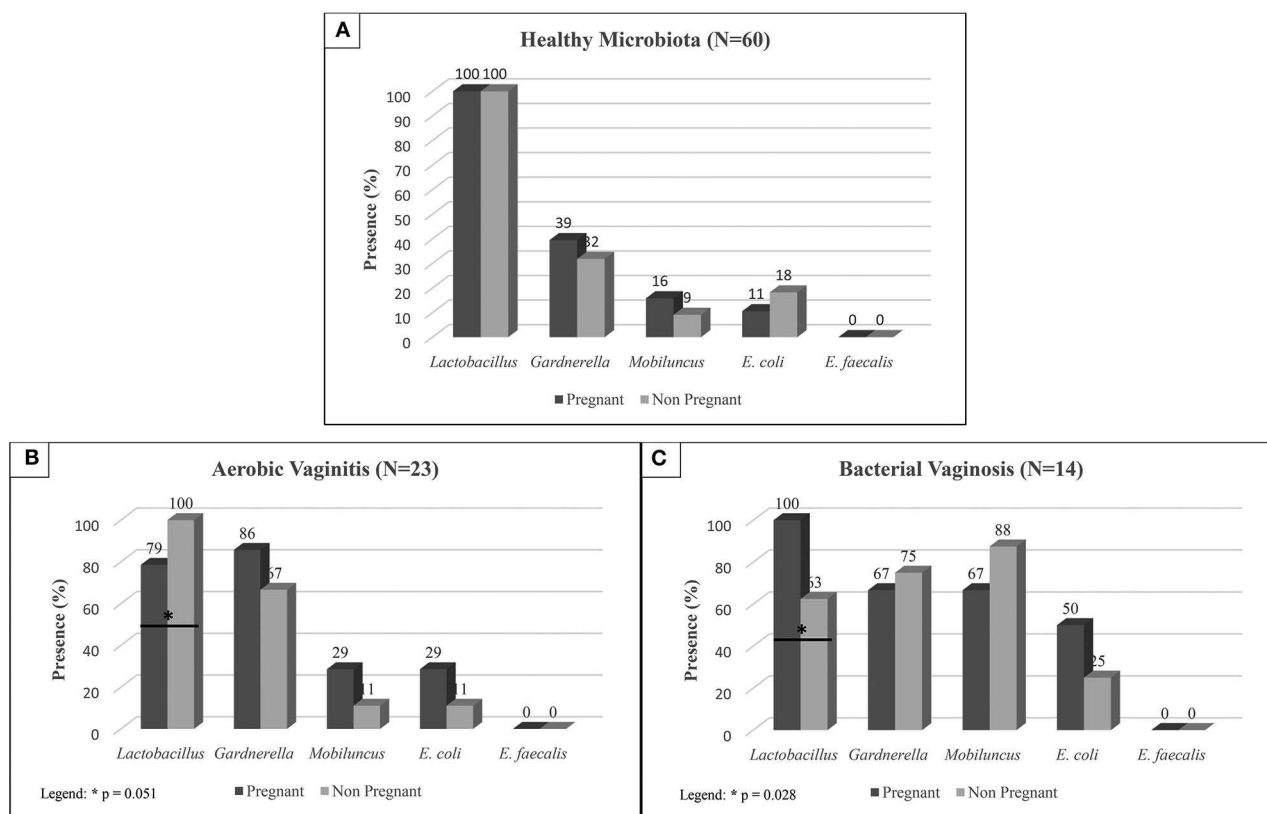 A
Healthy Microbiota (N=60)
Presence (%)
100
90
80
70
60
50
40
30
20
10
0
100 100
39 32
16 9
11 18
0 0
Lactobacillus Gardnerella Mobiluncus E. coli E. faecalis
Pregnant Non Pregnant
B
Aerobic Vaginitis (N=23)
Presence (%)
100
80
60
40
20
0
79 100
86 67
29 11
29 11
0 0
*
Lactobacillus Gardnerella Mobiluncus E. coli E. faecalis
Legend: * p = 0.051 Pregnant Non Pregnant
C
Bacterial Vaginosis (N=14)
Presence (%)
100
80
60
40
20
0
100 63
67 75
67 88
50 25
0 0
*
Lactobacillus Gardnerella Mobiluncus E. coli E. faecalis
Legend: * p = 0.028 Pregnant Non Pregnant